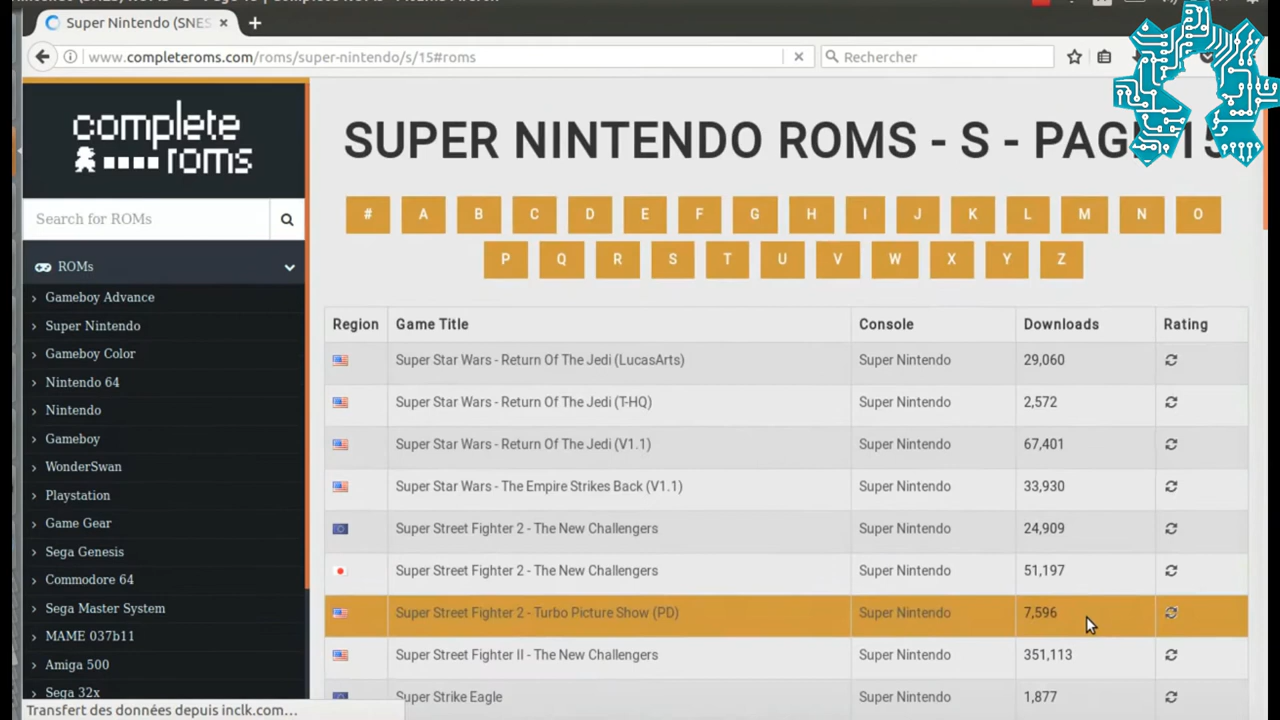 Super Nintendo (SNES
www.completeroms.com/roms/super-nintendo/s/15#roms
Rechercher
complete
roms
Search for ROMs
ROMs
Gameboy Advance
Super Nintendo
Gameboy Color
Nintendo 64
Nintendo
Gameboy
WonderSwan
Playstation
Game Gear
Sega Genesis
Commodore 64
Sega Master System
MAME 037b11
Amiga 500
Sega 32x
SUPER NINTENDO ROMS - S - PAGE 15
# A B C D E F G H I J K L M N O
P Q R S T U V W X Y Z
Region Game Title Console Downloads Rating
Super Star Wars - Return Of The Jedi (LucasArts) Super Nintendo 29,060
Super Star Wars - Return Of The Jedi (T-HQ) Super Nintendo 2,572
Super Star Wars - Return Of The Jedi (V1.1) Super Nintendo 67,401
Super Star Wars - The Empire Strikes Back (V1.1) Super Nintendo 33,930
Super Street Fighter 2 - The New Challengers Super Nintendo 24,909
Super Street Fighter 2 - The New Challengers Super Nintendo 51,197
Super Street Fighter 2 - Turbo Picture Show (PD) Super Nintendo 7,596
Super Street Fighter II - The New Challengers Super Nintendo 351,113
Super Strike Eagle Super Nintendo 1,877
Transfert des données depuis inclk.com...